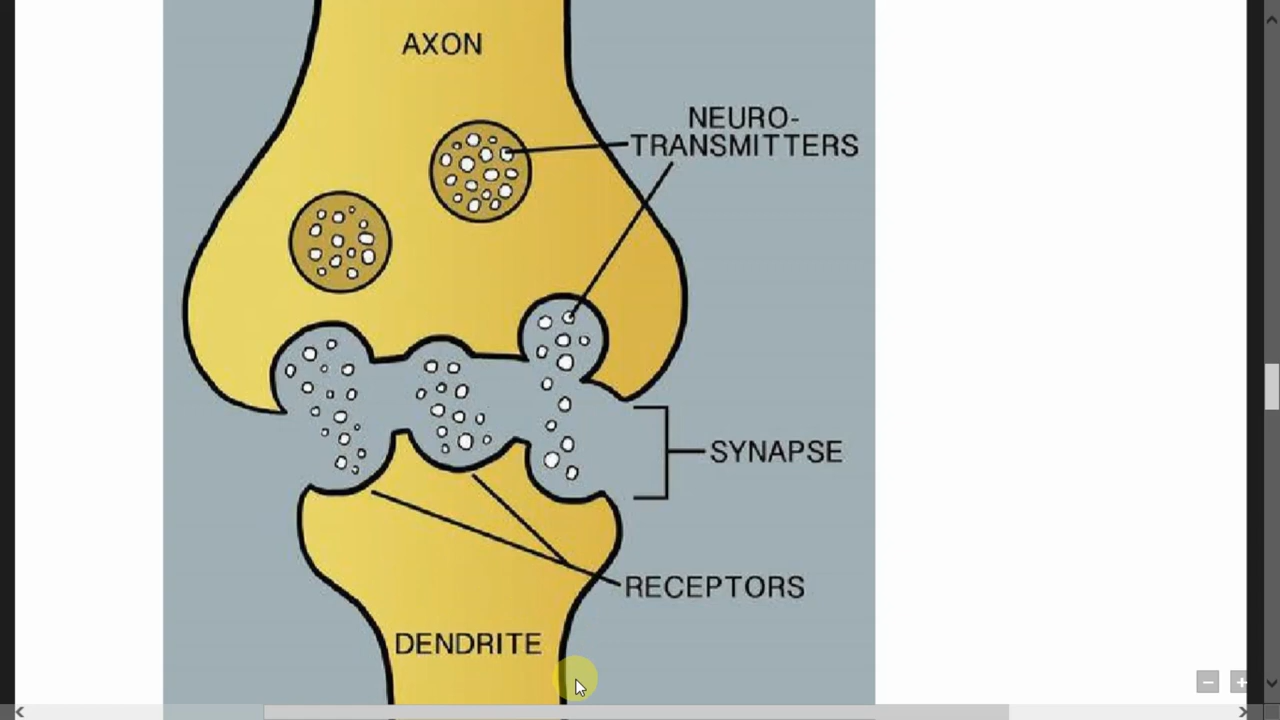 AXON
NEURO-
TRANSMITTERS
SYNAPSE
RECEPTORS
DENDRITE